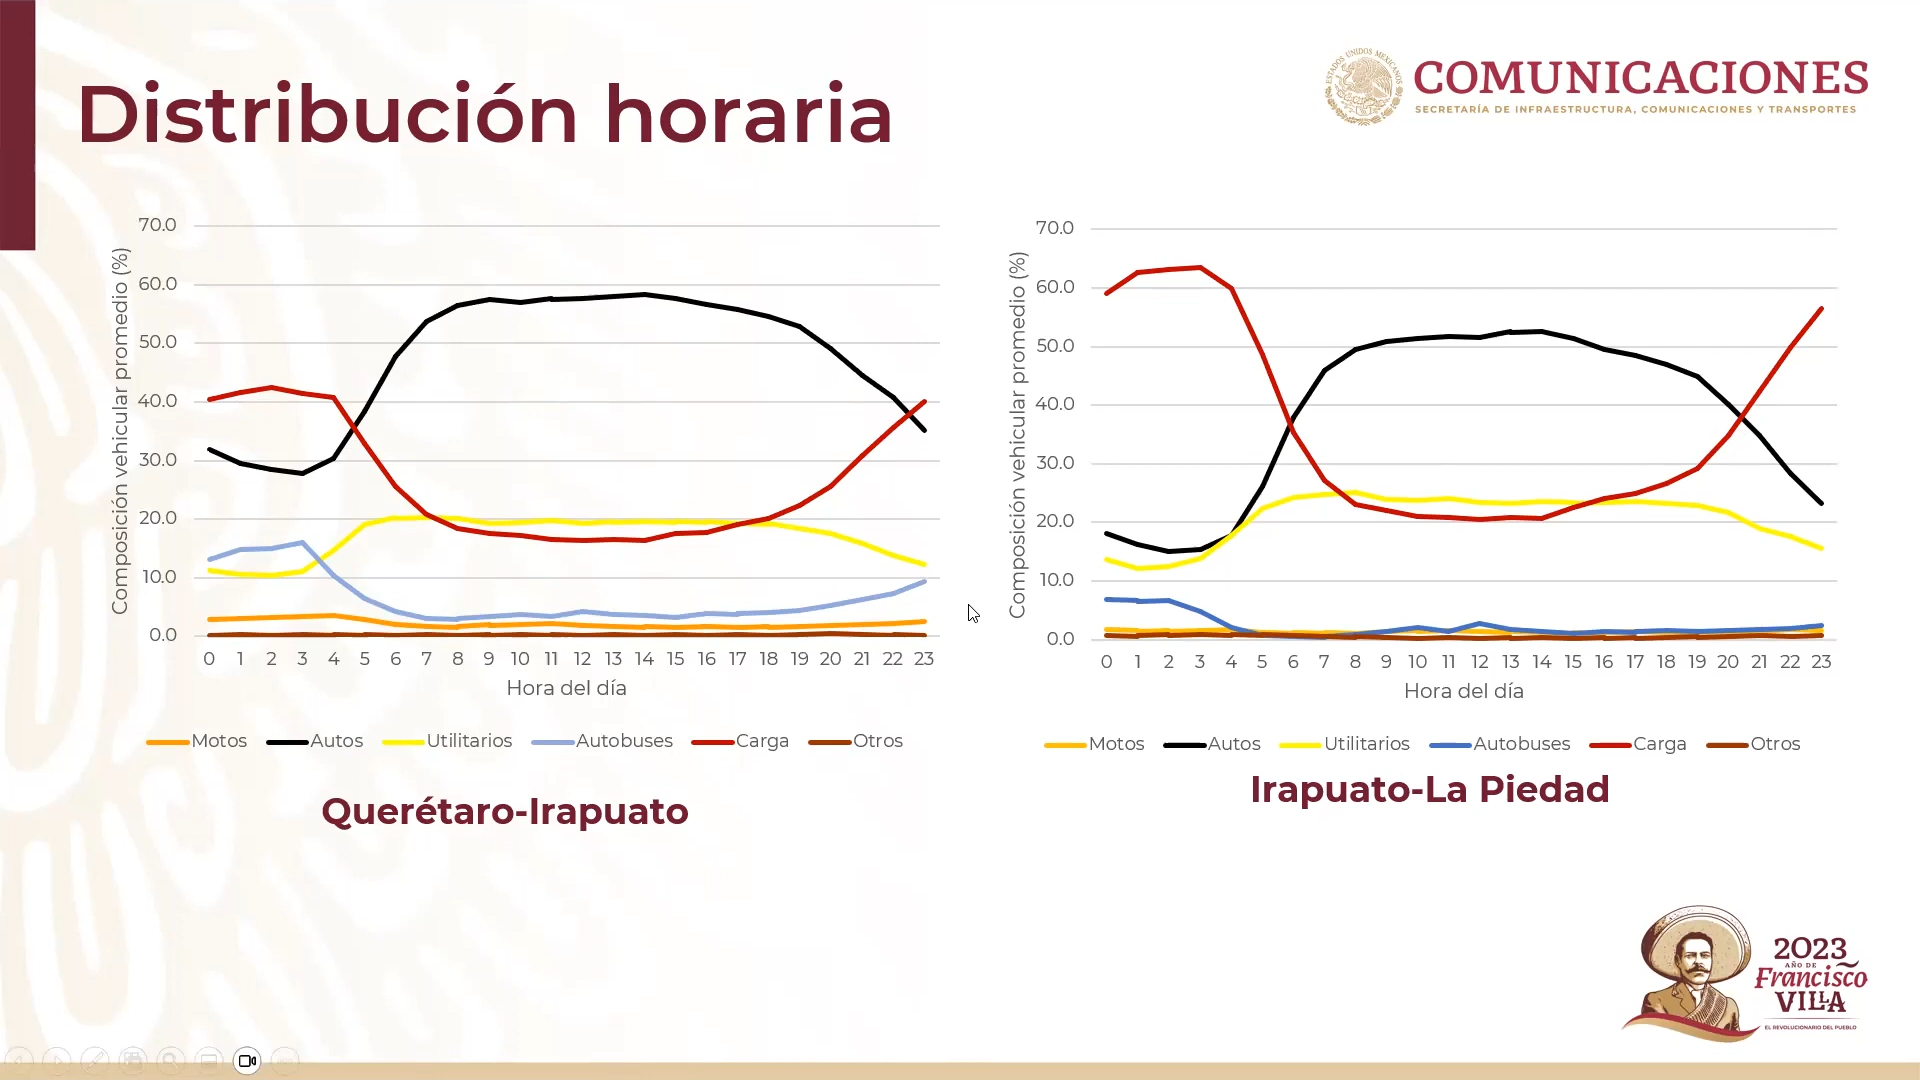 Distribución horaria
ESTADOS UNIDOS MEXICANOS
COMUNICACIONES
SECRETARÍA DE INFRAESTRUCTURA, COMUNICACIONES Y TRANSPORTES
Composición vehicular promedio (%)
70.0
60.0
50.0
40.0
30.0
20.0
10.0
0.0
0 1 2 3 4 5 6 7 8 9 10 11 12 13 14 15 16 17 18 19 20 21 22 23
Hora del día
Motos Autos Utilitarios Autobuses Carga Otros
Querétaro-Irapuato
Composición vehicular promedio (%)
70.0
60.0
50.0
40.0
30.0
20.0
10.0
0.0
0 1 2 3 4 5 6 7 8 9 10 11 12 13 14 15 16 17 18 19 20 21 22 23
Hora del día
Motos Autos Utilitarios Autobuses Carga Otros
Irapuato-La Piedad
2023
AÑO DE
Francisco
VILLA
EL REVOLUCIONARIO DEL PUEBLO